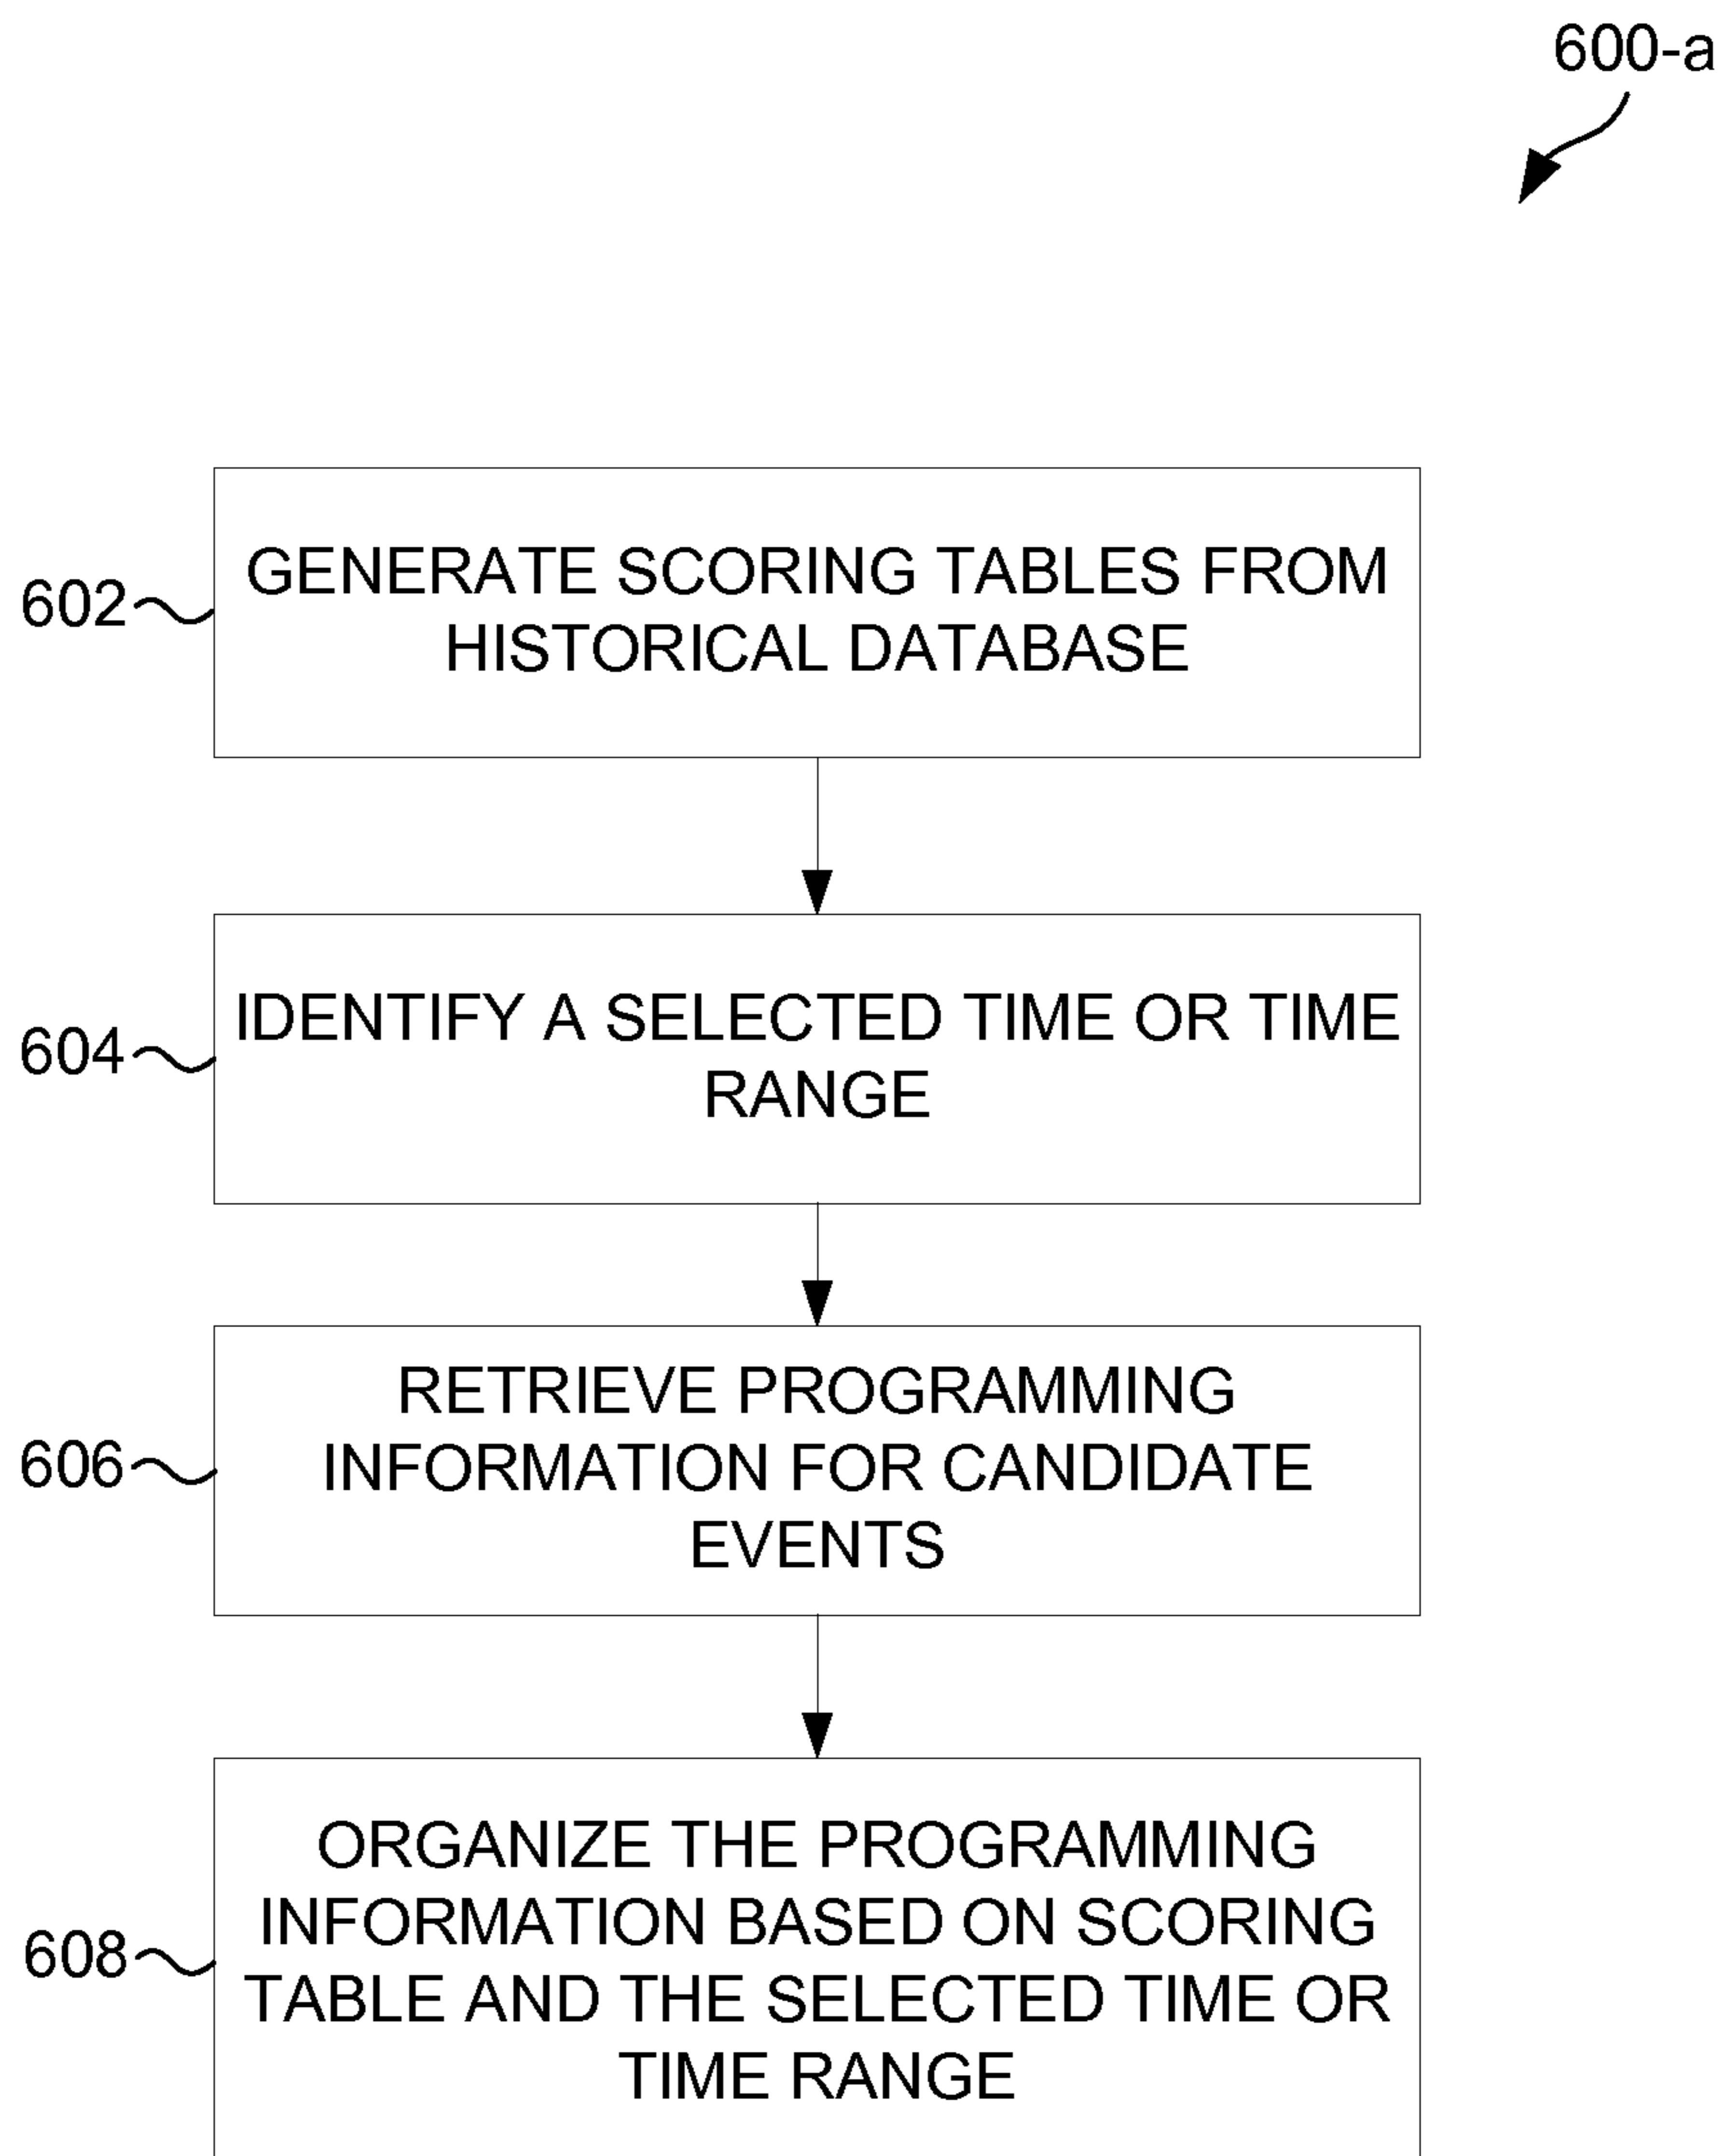 600-a
602
GENERATE SCORING TABLES FROM
HISTORICAL DATABASE
604
IDENTIFY A SELECTED TIME OR TIME
RANGE
606
RETRIEVE PROGRAMMING
INFORMATION FOR CANDIDATE
EVENTS
608
ORGANIZE THE PROGRAMMING
INFORMATION BASED ON SCORING
TABLE AND THE SELECTED TIME OR
TIME RANGE